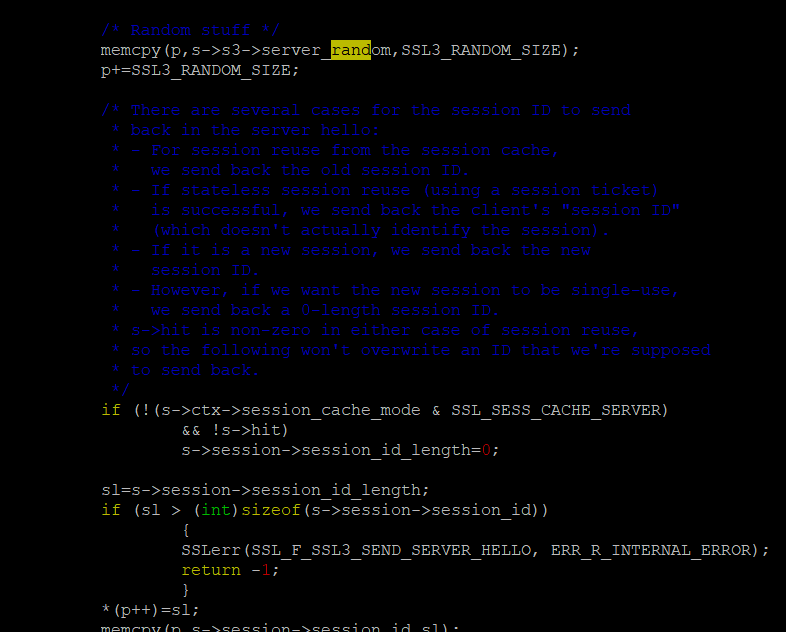 /* Random stuff */
memcpy(p,s->s3->server_random,SSL3_RANDOM_SIZE);
p+=SSL3_RANDOM_SIZE;
/* There are several cases for the session ID to send
* back in the server hello:
* - For session reuse from the session cache,
*   we send back the old session ID.
* - If stateless session reuse (using a session ticket)
*   is successful, we send back the client's "session ID"
*   (which doesn't actually identify the session).
* - If it is a new session, we send back the new
*   session ID.
* - However, if we want the new session to be single-use,
*   we send back a 0-length session ID.
* s->hit is non-zero in either case of session reuse,
* so the following won't overwrite an ID that we're supposed
* to send back.
*/
if (!(s->ctx->session_cache_mode & SSL_SESS_CACHE_SERVER)
&& !s->hit)
s->session->session_id_length=0;
sl=s->session->session_id_length;
if (sl > (int)sizeof(s->session->session_id))
{
SSLerr(SSL_F_SSL3_SEND_SERVER_HELLO, ERR_R_INTERNAL_ERROR);
return -1;
}
*(p++)=sl;
memcpy(p,s->session->session_id,sl);